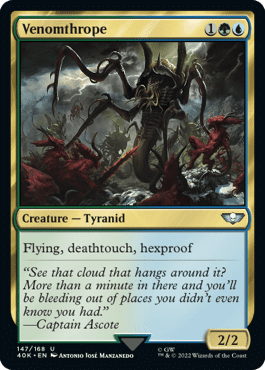 Venomthrope 1
Creature — Tyranid
Flying, deathtouch, hexproof
“See that cloud that hangs around it?
More than a minute in there and you’ll
be bleeding out of places you didn’t even
know you had.”
—Captain Ascote
2/2
147/168 U
40K • EN Antonio José Manzanedo
© GW
™ & © 2022 Wizards of the Coast